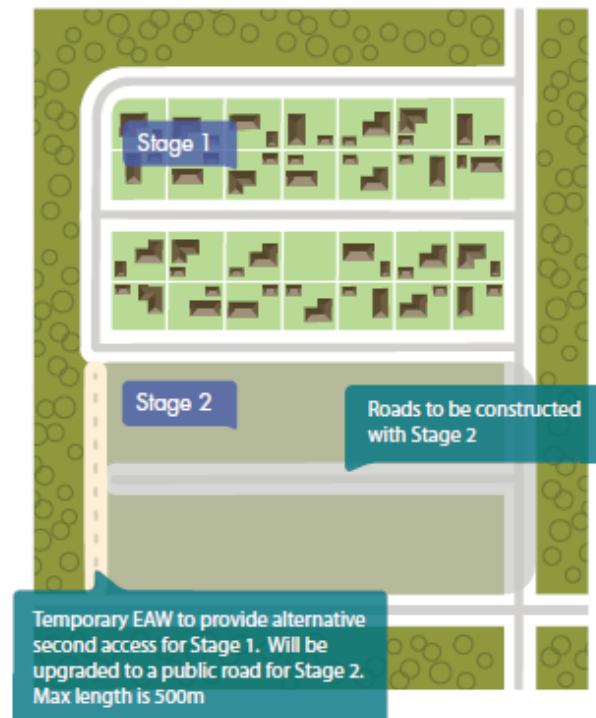 Stage 1
Stage 2
Roads to be constructed
with Stage 2
Temporary EAW to provide alternative
second access for Stage 1. Will be
upgraded to a public road for Stage 2.
Max length is 500m